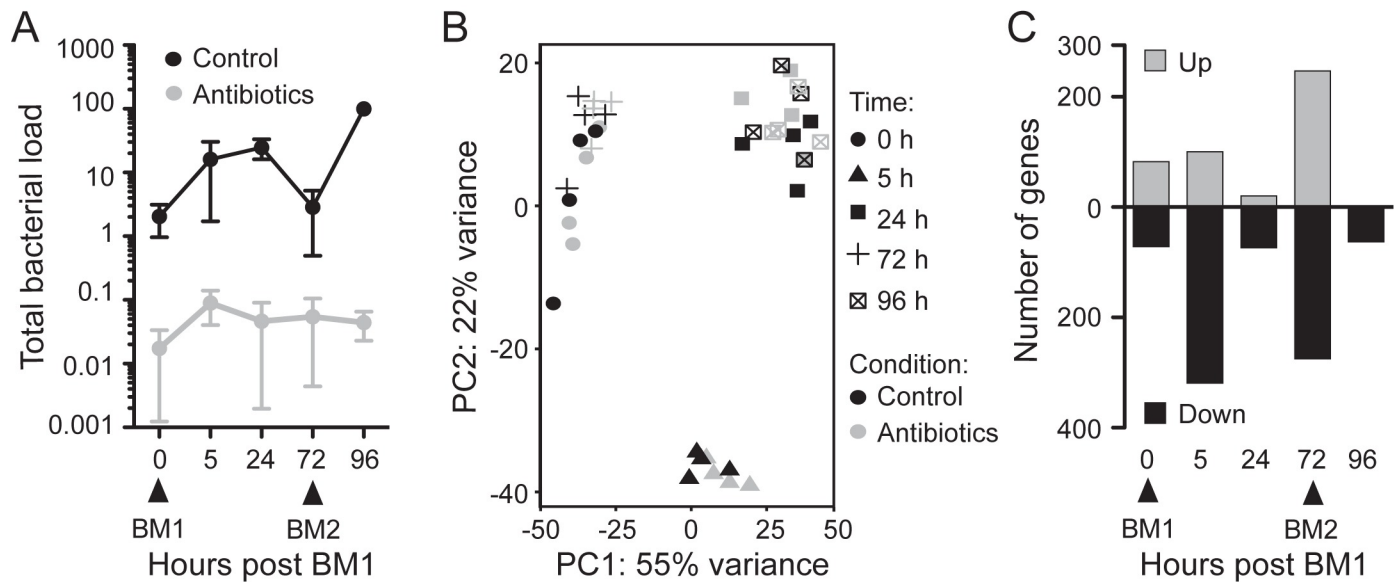 A
Total bacterial load
1000
100
10
1
0.1
0.01
0.001
Control
Antibiotics
0 5 24 72 96
BM1 BM2
Hours post BM1
B
PC2: 22% variance
20
0
-20
-40
-50 -25 0 25 50
PC1: 55% variance
Time:
0 h
5 h
24 h
72 h
96 h
Condition:
Control
Antibiotics
C
Number of genes
300
200
0
200
400
Up
Down
0 5 24 72 96
BM1 BM2
Hours post BM1